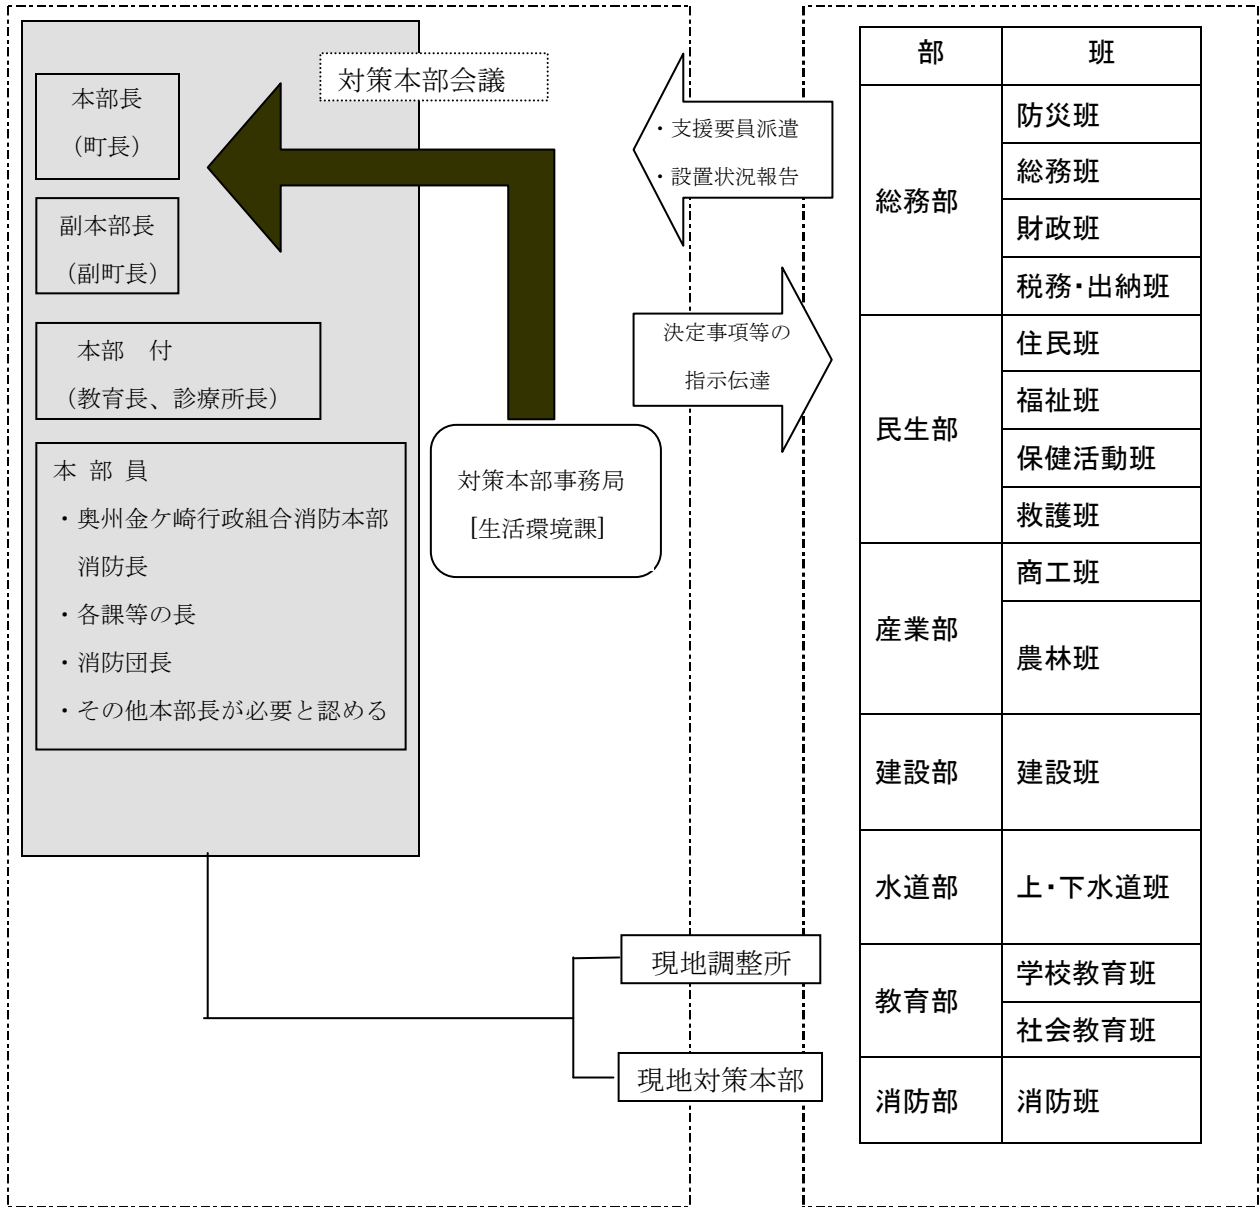 対策本部会議
本部長
(町長)
副本部長
(副町長)
本部　付
(教育長、診療所長)
本 部 員
・奥州金ケ崎行政組合消防本部
消防長
・各課等の長
・消防団長
・その他本部長が必要と認める
対策本部事務局
[生活環境課]
・支援要員派遣
・設置状況報告
決定事項等の
指示伝達
現地調整所
現地対策本部
部 班
総務部 防災班
総務班
財政班
税務・出納班
民生部 住民班
福祉班
保健活動班
救護班
産業部 商工班
農林班
建設部 建設班
水道部 上・下水道班
教育部 学校教育班
社会教育班
消防部 消防班